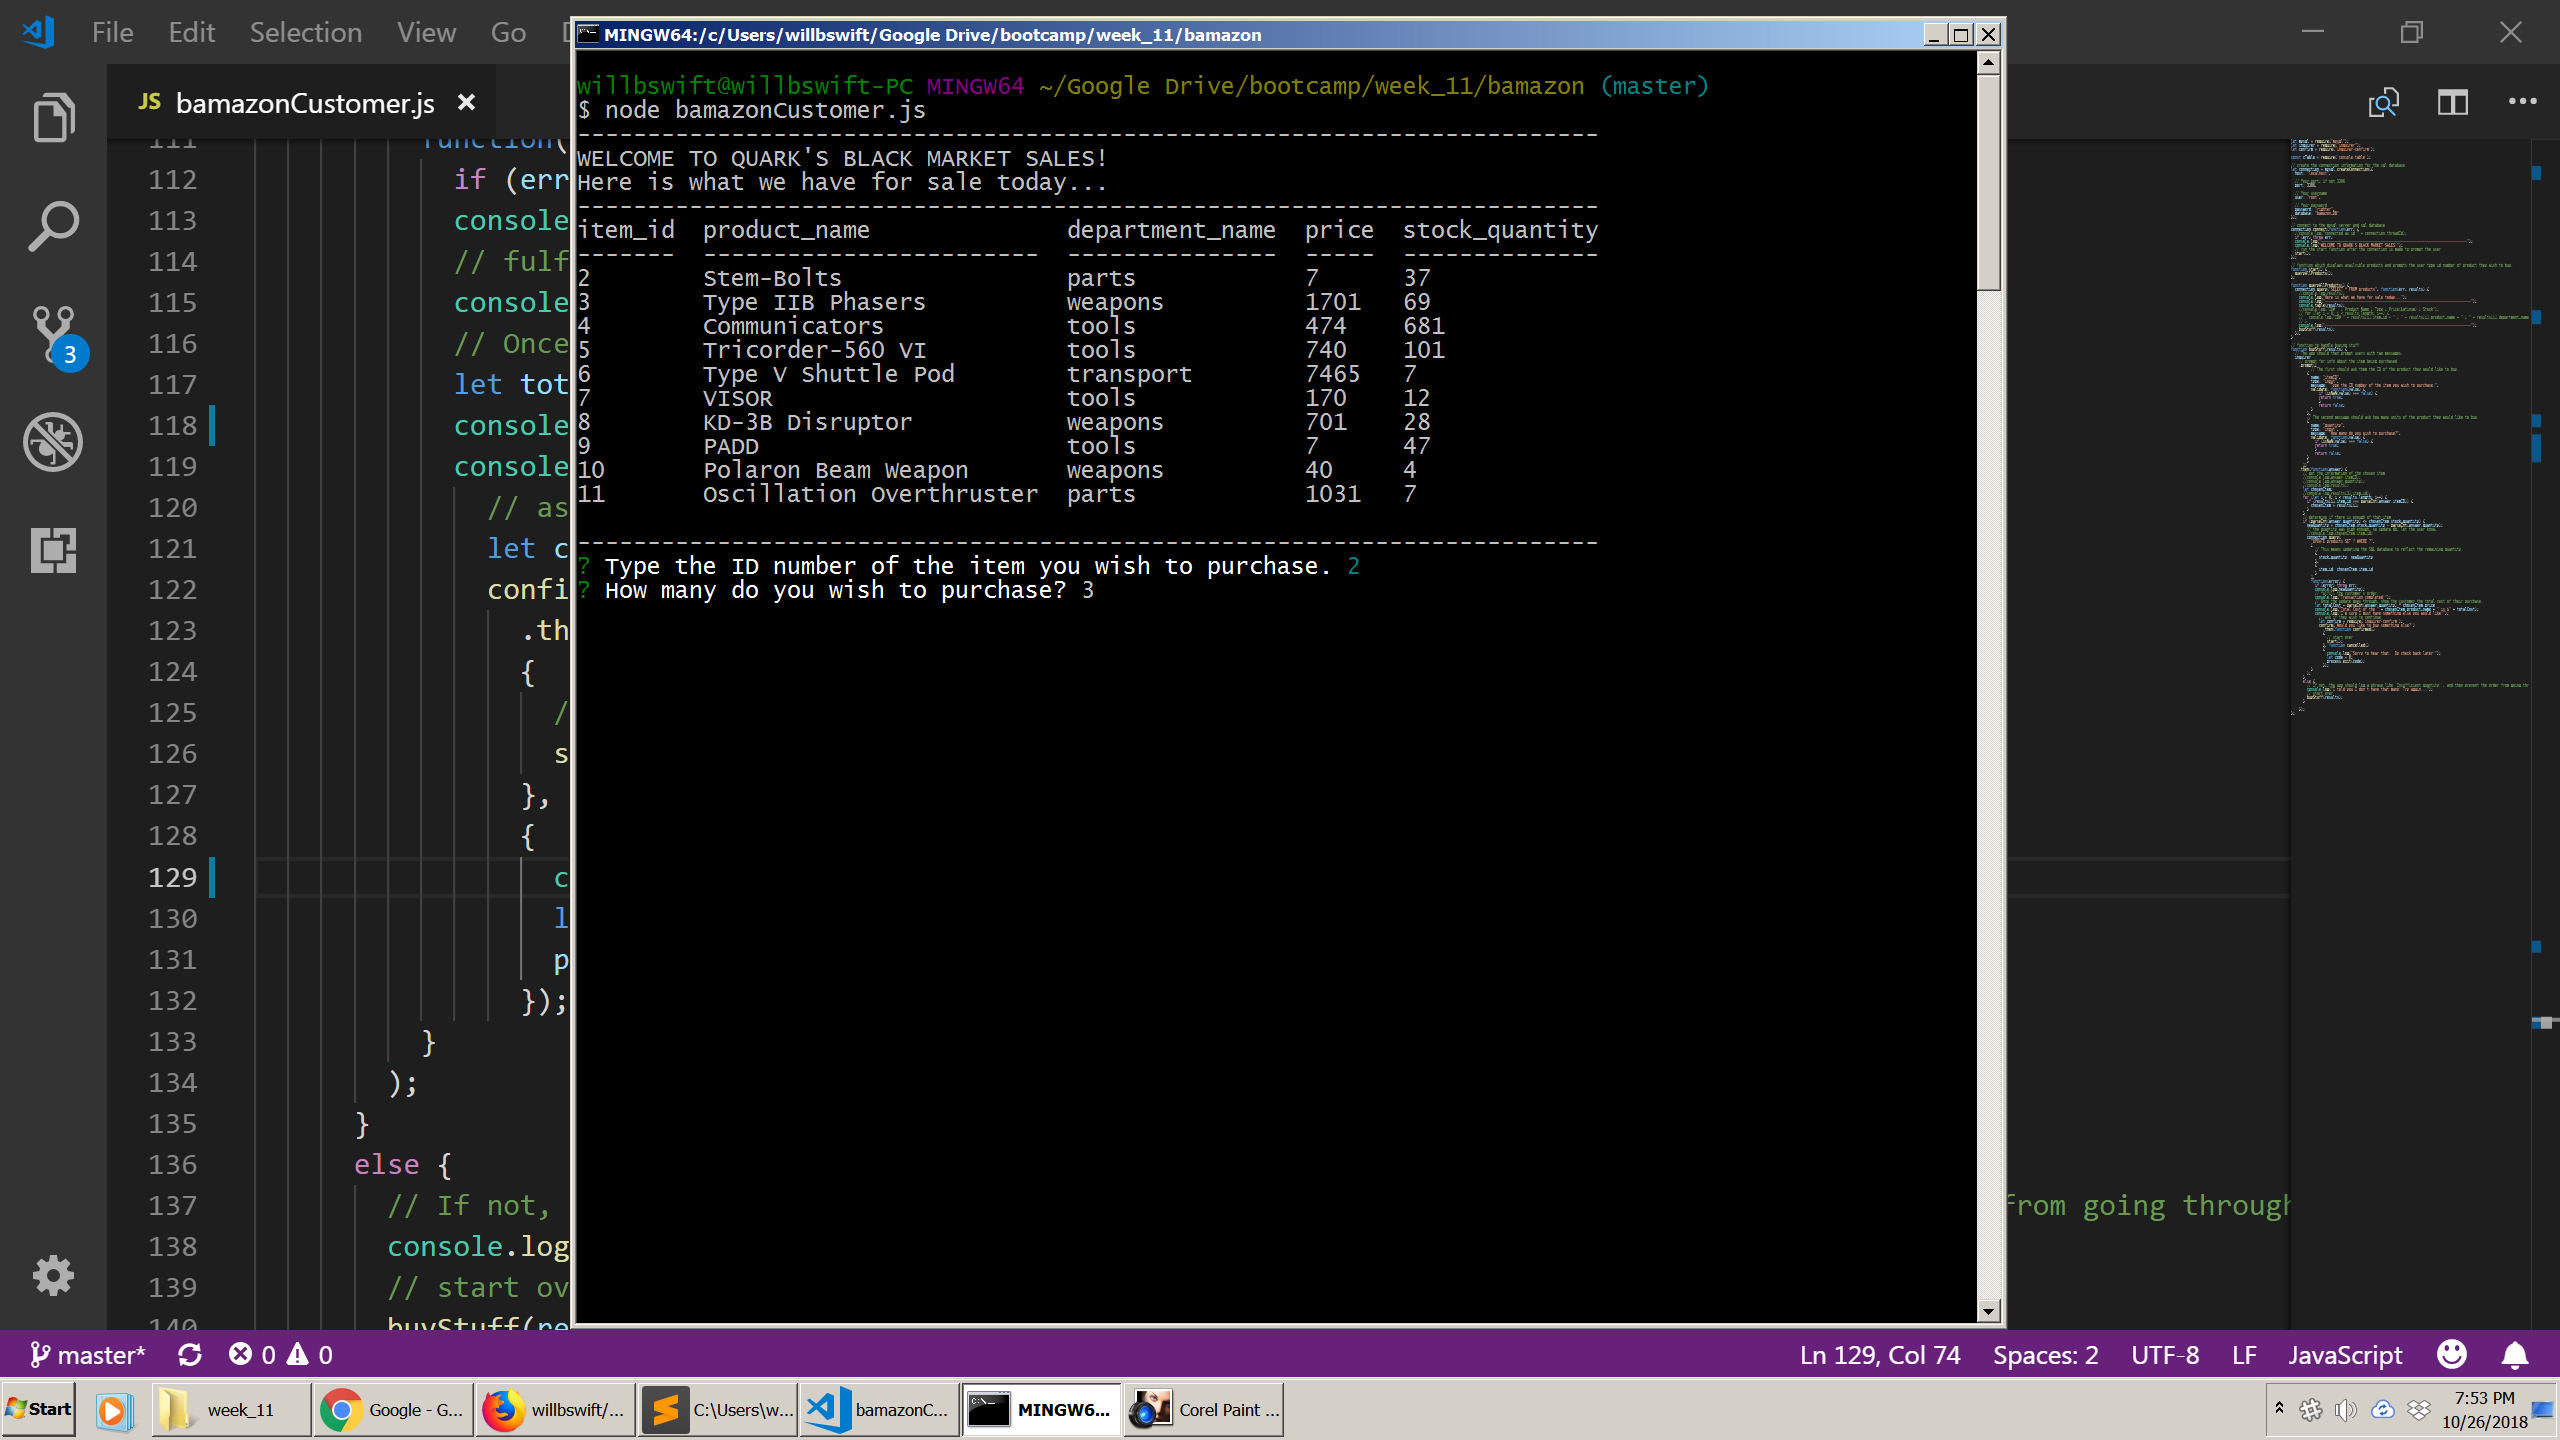 File Edit Selection View Go
MINGW64:/c/Users/willbswift/Google Drive/bootcamp/week_11/bamazon
JS bamazonCustomer.js
willbswift@willbswift-PC MINGW64 ~/Google Drive/bootcamp/week_11/bamazon (master)
$ node bamazonCustomer.js
-------------------------------------------------------------------------
WELCOME TO QUARK'S BLACK MARKET SALES!
Here is what we have for sale today...
-------------------------------------------------------------------------
item_id product_name department_name price stock_quantity
------- ------------------------ --------------- ----- --------------
2 Stem-Bolts parts 7 37
3 Type IIB Phasers weapons 1701 69
4 Communicators tools 474 681
5 Tricorder-560 VI tools 740 101
6 Type V Shuttle Pod transport 7465 7
7 VISOR tools 170 12
8 KD-3B Disruptor weapons 701 28
9 PADD tools 7 47
10 Polaron Beam Weapon weapons 40 4
11 Oscillation Overthruster parts 1031 7
-------------------------------------------------------------------------
? Type the ID number of the item you wish to purchase. 2
? How many do you wish to purchase? 3
111 function(
112 if (err
113 console
114 // fulf
115 console
116 // Once
117 let tot
118 console
119 console
120 // as
121 let c
122 confi
123 .th
124 {
125 /
126 s
127 },
128 {
129 c
130 l
131 p
132 });
133 }
134 );
135 }
136 else {
137 // If not, from going through
138 console.log
139 // start ov
140 buyStuff(re
3
master* 0 0 Ln 129, Col 74 Spaces: 2 UTF-8 LF JavaScript
Start week_11 Google - G... willbswift/... C:\Users\w... bamazonC... MINGW6... Corel Paint ... 7:53 PM
10/26/2018